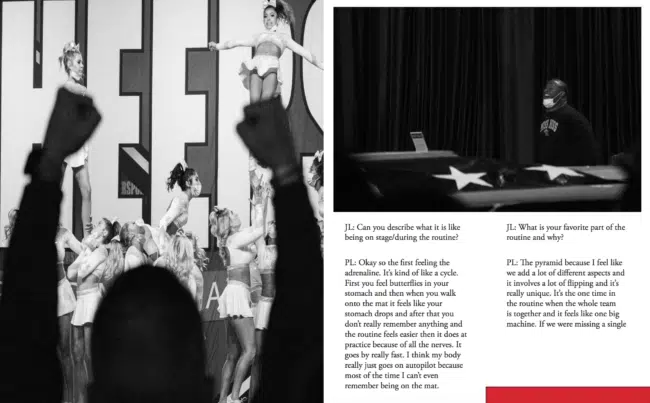 CHEERSPO
RSPO
A
JL: Can you describe what it is like
being on stage/during the routine?
PL: Okay so the first feeling the
adrenaline. It's kind of like a cycle.
First you feel butterflies in your
stomach and then when you walk
onto the mat it feels like your
stomach drops and after that you
don't really remember anything and
the routine feels easier then it does at
practice because of all the nerves. It
goes by really fast. I think my body
really just goes on autopilot because
most of the time I can't even
remember being on the mat.
JL: What is your favorite part of the
routine and why?
PL: The pyramid because I feel like
we add a lot of different aspects and
it involves a lot of flipping and it's
really unique. It's the one time in
the routine when the whole team
is together and it feels like one big
machine. If we were missing a single